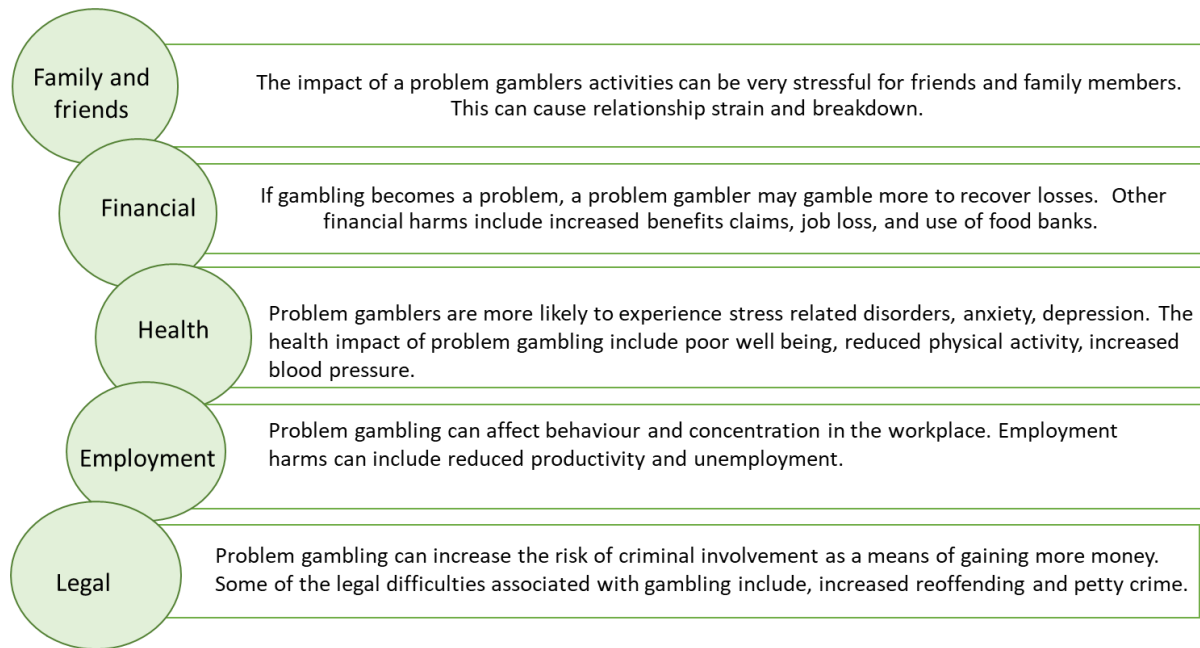 Family and
friends
The impact of a problem gamblers activities can be very stressful for friends and family members.
This can cause relationship strain and breakdown.
Financial
If gambling becomes a problem, a problem gambler may gamble more to recover losses.  Other
financial harms include increased benefits claims, job loss, and use of food banks.
Health
Problem gamblers are more likely to experience stress related disorders, anxiety, depression. The
health impact of problem gambling include poor well being, reduced physical activity, increased
blood pressure.
Employment
Problem gambling can affect behaviour and concentration in the workplace. Employment
harms can include reduced productivity and unemployment.
Legal
Problem gambling can increase the risk of criminal involvement as a means of gaining more money.
Some of the legal difficulties associated with gambling include, increased reoffending and petty crime.